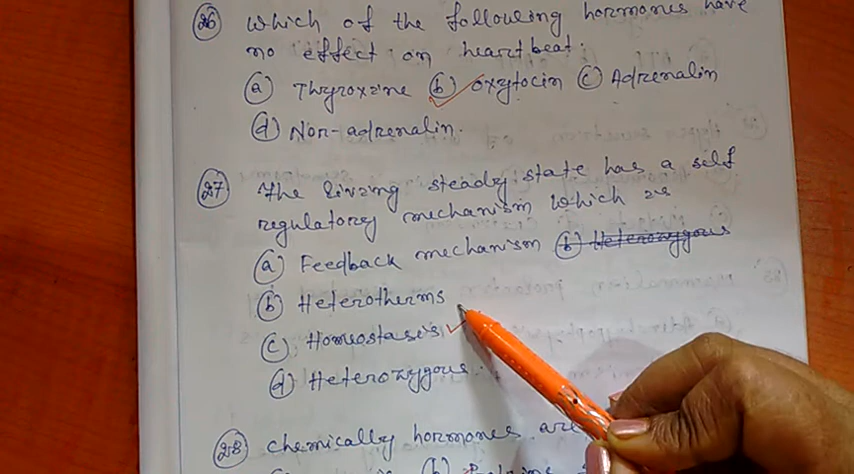 26 Which of the following hormones have
no effect on heartbeat.
(a) Thyroxine (b) Oxytocin (c) Adrenalin
(d) Non-adrenalin.
27 The living steady state has a self
regulatory mechanism which is
(a) Feedback mechanism (b) Heterozygous
(b) Heterotherms
(c) Homeostasis
(d) Heterozygous.
28 Chemically hormones are
(b)